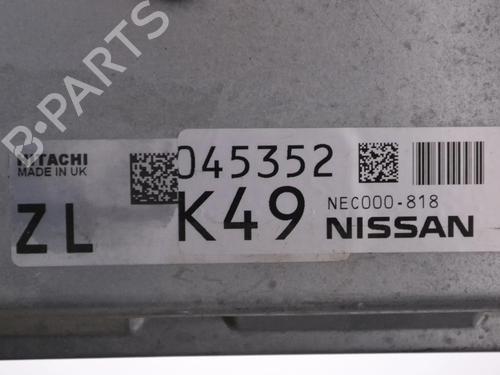 B-PARTS
HITACHI
MADE IN UK
ZL
045352
K49
NEC000-818
NISSAN